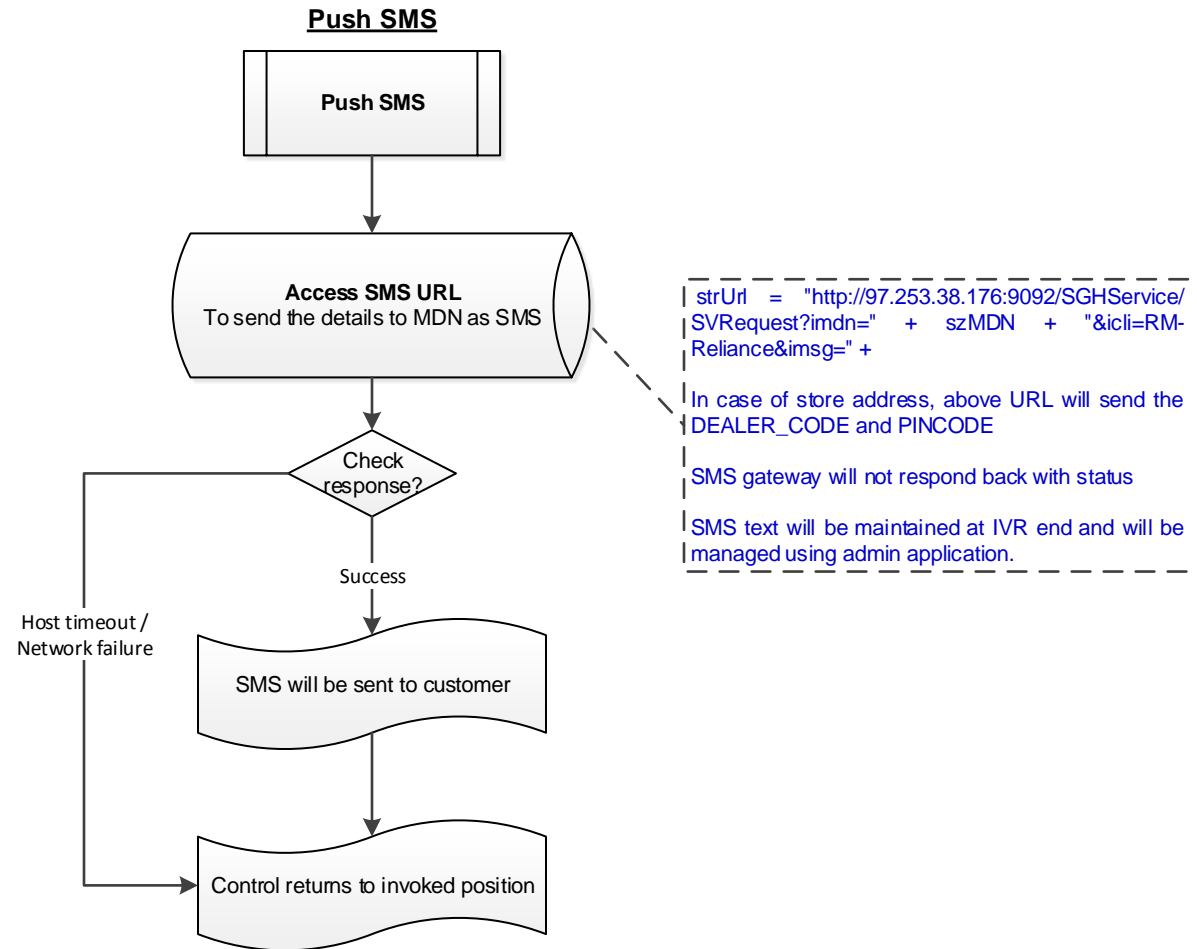 Push SMS
Push SMS
Access SMS URL
To send the details to MDN as SMS
strUrl = "http://97.253.38.176:9092/SGHService/
SVRequest?imdn=" + szMDN + "&icli=RM-
Reliance&imsg=" +
In case of store address, above URL will send the
DEALER_CODE and PINCODE
SMS gateway will not respond back with status
SMS text will be maintained at IVR end and will be
managed using admin application.
Check
response?
Success
Host timeout /
Network failure
SMS will be sent to customer
Control returns to invoked position